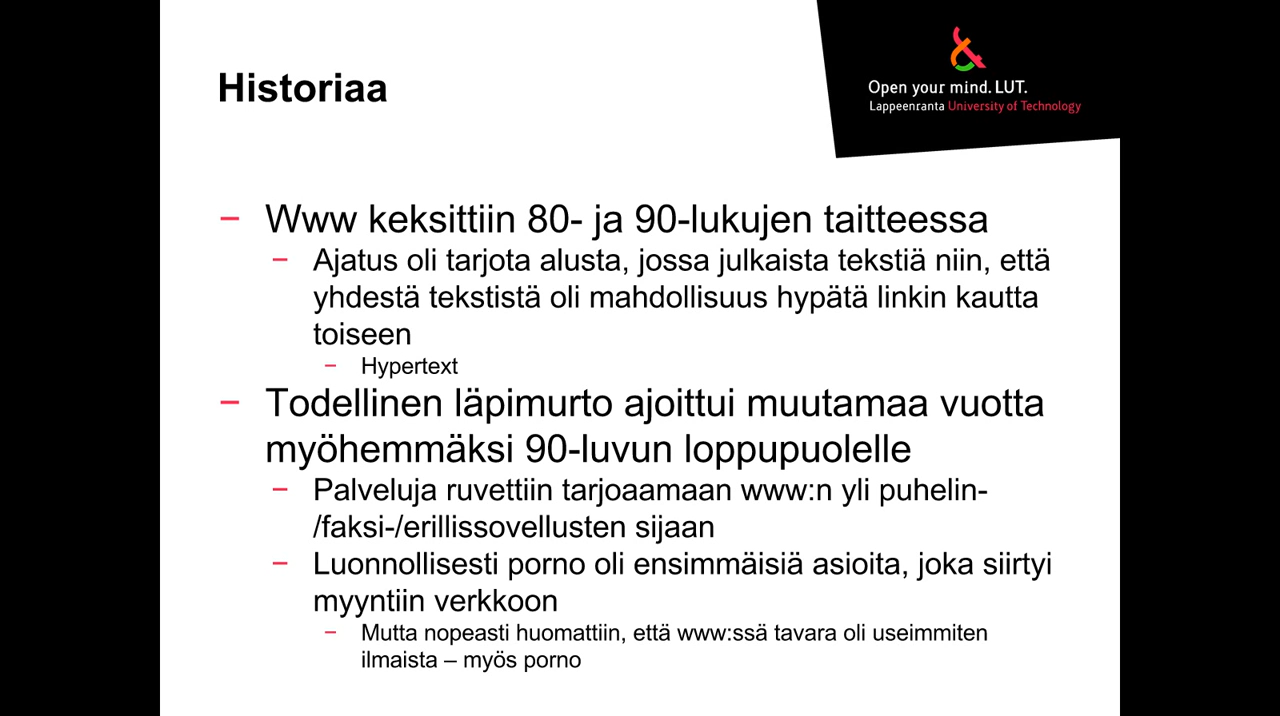 Historiaa
Open your mind. LUT.
Lappeenranta University of Technology
– Www keksittiin 80- ja 90-lukujen taitteessa
– Ajatus oli tarjota alusta, jossa julkaista tekstiä niin, että
yhdestä tekstistä oli mahdollisuus hypätä linkin kautta
toiseen
– Hypertext
– Todellinen läpimurto ajoittui muutamaa vuotta
myöhemmäksi 90-luvun loppupuolelle
– Palveluja ruvettiin tarjoaamaan www:n yli puhelin-
/faksi-/erillissovellusten sijaan
– Luonnollisesti porno oli ensimmäisiä asioita, joka siirtyi
myyntiin verkkoon
– Mutta nopeasti huomattiin, että www:ssä tavara oli useimmiten
ilmaista – myös porno